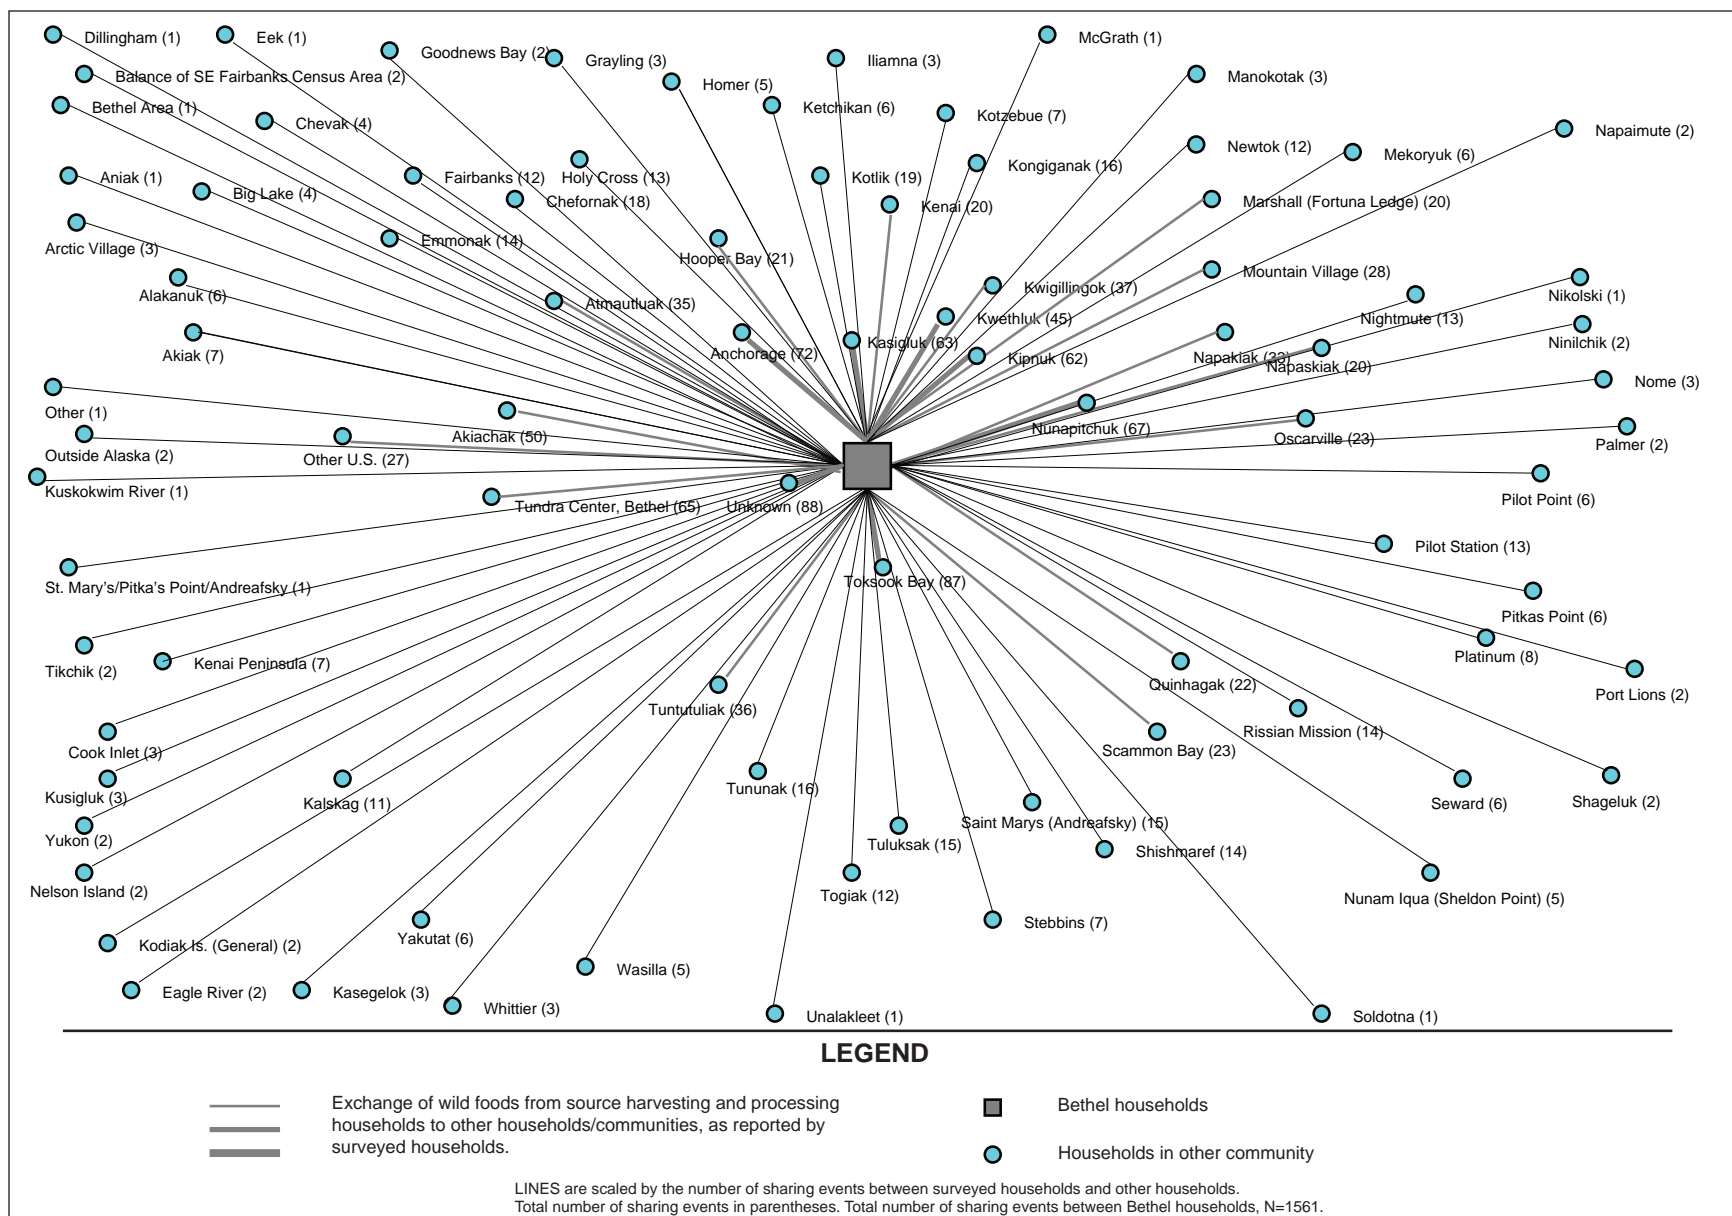 Dillingham (1)
Eek (1)
Goodnews Bay (2)
Grayling (3)
Iliamna (3)
McGrath (1)
Balance of SE Fairbanks Census Area (2)
Homer (5)
Manokotak (3)
Bethel Area (1)
Chevak (4)
Ketchikan (6)
Kotzebue (7)
Napaimute (2)
Newtok (12)
Mekoryuk (6)
Aniak (1)
Big Lake (4)
Fairbanks (12)
Holy Cross (13)
Kotlik (19)
Kongiganak (16)
Chefornak (18)
Kenai (20)
Marshall (Fortuna Ledge) (20)
Arctic Village (3)
Emmonak (14)
Hooper Bay (21)
Mountain Village (28)
Alakanuk (6)
Atmautluak (35)
Kwigillingok (37)
Nikolski (1)
Kwethluk (45)
Nightmute (13)
Akiak (7)
Anchorage (72)
Kasigluk (63)
Kipnuk (62)
Napakiak (33)
Napaskiak (20)
Ninilchik (2)
Nome (3)
Other (1)
Akiachak (50)
Nunapitchuk (67)
Oscarville (23)
Palmer (2)
Outside Alaska (2)
Other U.S. (27)
Kuskokwim River (1)
Tundra Center, Bethel (65)
Unknown (88)
Pilot Point (6)
Pilot Station (13)
St. Mary's/Pitka's Point/Andreafsky (1)
Toksook Bay (87)
Pitkas Point (6)
Tikchik (2)
Kenai Peninsula (7)
Platinum (8)
Quinhagak (22)
Port Lions (2)
Tuntutuliak (36)
Rissian Mission (14)
Cook Inlet (3)
Scammon Bay (23)
Kusigluk (3)
Kalskag (11)
Tununak (16)
Seward (6)
Shageluk (2)
Yukon (2)
Saint Marys (Andreafsky) (15)
Tuluksak (15)
Shishmaref (14)
Nelson Island (2)
Togiak (12)
Nunam Iqua (Sheldon Point) (5)
Kodiak Is. (General) (2)
Yakutat (6)
Stebbins (7)
Wasilla (5)
Eagle River (2)
Kasegelok (3)
Whittier (3)
Unalakleet (1)
Soldotna (1)
LEGEND
Exchange of wild foods from source harvesting and processing
households to other households/communities, as reported by
surveyed households.
Bethel households
Households in other community
LINES are scaled by the number of sharing events between surveyed households and other households.
Total number of sharing events in parentheses. Total number of sharing events between Bethel households, N=1561.